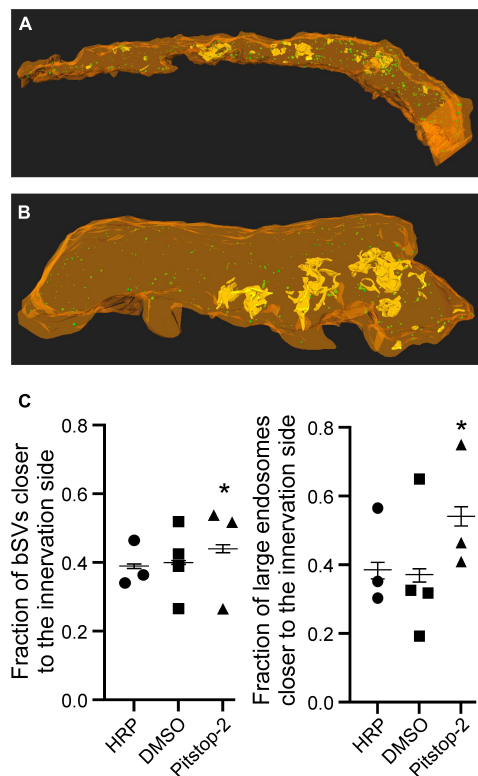 A
B
C
Fraction of bSVs closer
to the innervation side
0.8
0.6
0.4
0.2
0.0
*
HRP
DMSO
Pitstop-2
Fraction of large endosomes
closer to the innervation side
0.8
0.6
0.4
0.2
0.0
*
HRP
DMSO
Pitstop-2